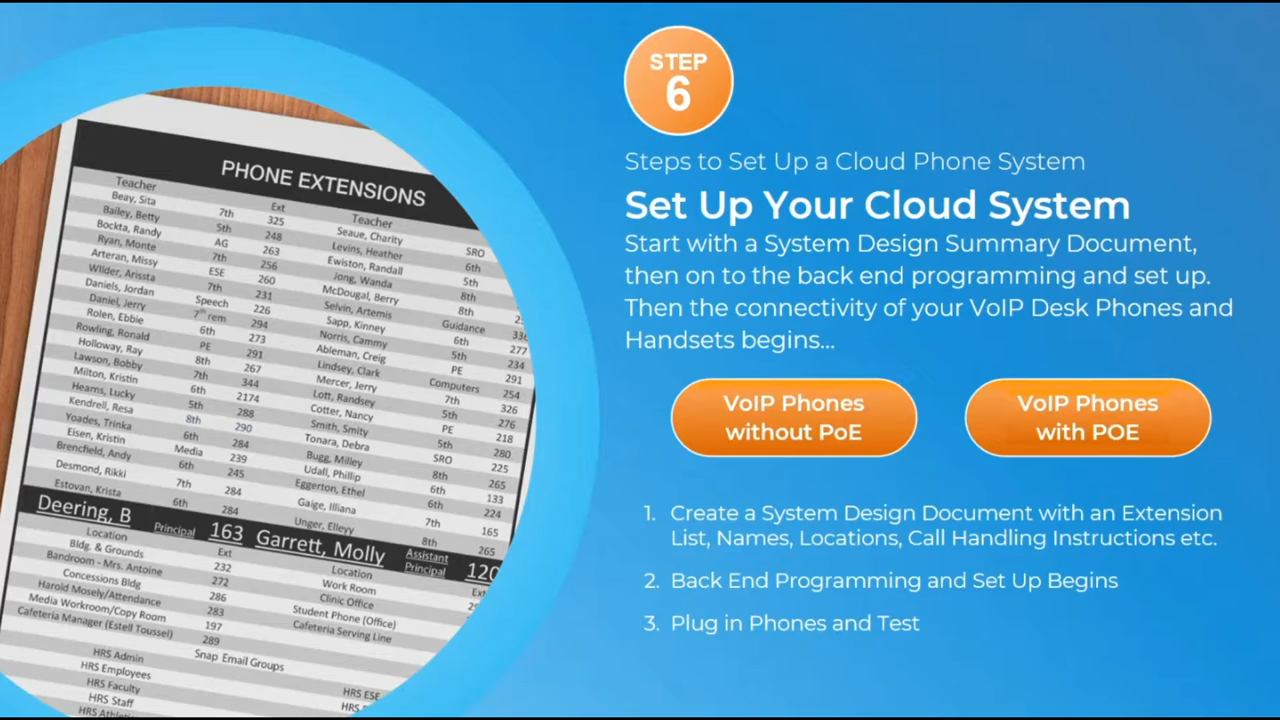 STEP
6
Steps to Set Up a Cloud Phone System
Set Up Your Cloud System
Start with a System Design Summary Document,
then on to the back end programming and set up.
Then the connectivity of your VoIP Desk Phones and
Handsets begins...
VoIP Phones
without PoE
VoIP Phones
with POE
1. Create a System Design Document with an Extension
List, Names, Locations, Call Handling Instructions etc.
2. Back End Programming and Set Up Begins
3. Plug in Phones and Test
PHONE EXTENSIONS
Teacher Ext Teacher
Beay, Sita 7th 325 Seaue, Charity SRO
Bailey, Betty 5th 248 Levins, Heather 6th
Bockta, Randy AG 263 Ewiston, Randall 5th
Ryan, Monte 7th 256 Jong, Wanda 8th
Arteran, Missy ESE 260 McDougal, Berry 8th
Wilder, Arissta 7th 231 Selvin, Artemis Guidance
Daniels, Jordan Speech 226 Sapp, Kinney 6th 277
Daniel, Jerry 7th rem 294 Norris, Cammy 5th 234
Rolen, Ebbie 6th 273 Ableman, Creig PE 291
Rowling, Ronald PE 291 Lindsey, Clark Computers 254
Holloway, Ray 8th 267 Mercer, Jerry 7th 326
Lawson, Bobby 7th 344 Lott, Randsey 5th 276
Milton, Kristin 6th 2174 Cotter, Nancy PE 218
Hearns, Lucky 5th 288 Smith, Smity 5th 280
Kendrell, Resa 8th 290 Tonara, Debra SRO 225
Yoades, Trinka 6th 284 Bugg, Milley 8th 265
Eisen, Kristin Media 239 Udall, Phillip 6th 133
Brencfield, Andy 6th 245 Eggerton, Ethel 6th 224
Desmond, Rikki 7th 284 Gaige, Illiana 7th 165
Estovan, Krista 6th 284 Unger, Ellevy 8th 265
Deering, B Principal 163 Garrett, Molly Assistant Principal 120
Location Ext Location Ext
Bldg. & Grounds 232 Work Room
Bandroom - Mrs. Antoine 272 Clinic Office
Concessions Bldg 286 Student Phone (Office)
Harold Mosely/Attendance 283 Cafeteria Serving Line
Media Workroom/Copy Room 197
Cafeteria Manager (Estell Toussel) 289
Snap Email Groups
HRS Admin HRS ESE
HRS Employees HRS
HRS Faculty
HRS Staff
HRS